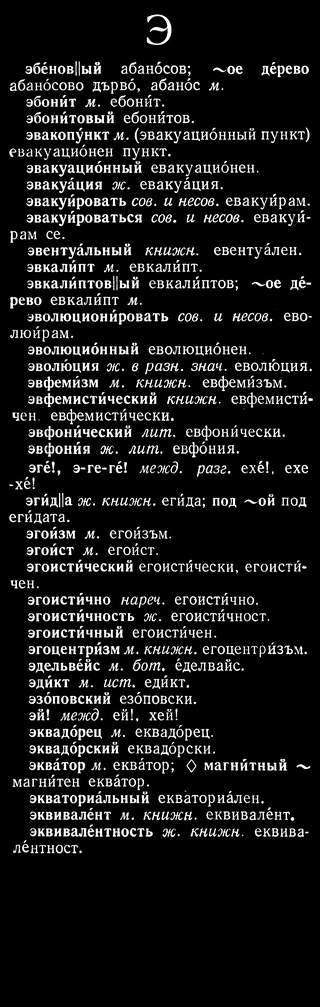 Э
эбе́нов||ый абано́сов; ~ое де́рево
абано́сово дърво́, абано́с м.
эбони́т м. ебони́т.
эбони́товый ебони́тов.
эвакопу́нкт м. (эвакуацио́нный пункт)
евакуацио́нен пункт.
эвакуацио́нный евакуацио́нен.
эвакуа́ция ж. евакуа́ция.
эвакуи́ровать сов. и несов. евакуи́рам.
эвакуи́роваться сов. и несов. евакуи́-
рам се.
эвентуа́льный книжн. евентуа́лен.
эвкали́пт м. евкали́пт.
эвкали́птов||ый евкали́птов; ~ое де́-
рево евкали́пт м.
эволюциони́ровать сов. и несов. ево-
люи́рам.
эволюцио́нный еволюцио́нен.
эволю́ция ж. в разн. знач. еволю́ция.
эвфеми́зм м. книжн. евфеми́зъм.
эвфемисти́ческий книжн. евфемисти́-
чен, евфемисти́чески.
эвфони́ческий лит. евфони́чески.
эвфони́я ж. лит. евфо́ния.
эге́!, э-ге-ге́! межд. разг. ехе́!, ехе
-хе́!
эги́д||а ж. книжн. еги́да; под ~ой под
еги́дата.
эгои́зм м. егои́зъм.
эгои́ст м. егои́ст.
эгоисти́ческий егоисти́чески, егоисти́-
чен.
эгоисти́чно нареч. егоисти́чно.
эгоисти́чность ж. егоисти́чност.
эгоисти́чный егоисти́чен.
эгоцентри́зм м. книжн. егоцентри́зъм.
эдельве́йс м. бот. е́делвайс.
эди́кт м. ист. еди́кт.
эзо́повский езо́повски.
эй! межд. ей!, хей!
эквадо́рец м. еквадо́рец.
эквадо́рский еквадо́рски.
эква́тор м. еква́тор; ◊ магни́тный ~
магни́тен еква́тор.
экваториа́льный екваториа́лен.
эквивале́нт м. книжн. еквивале́нт.
эквивале́нтность ж. книжн. еквива-
ле́нтност.